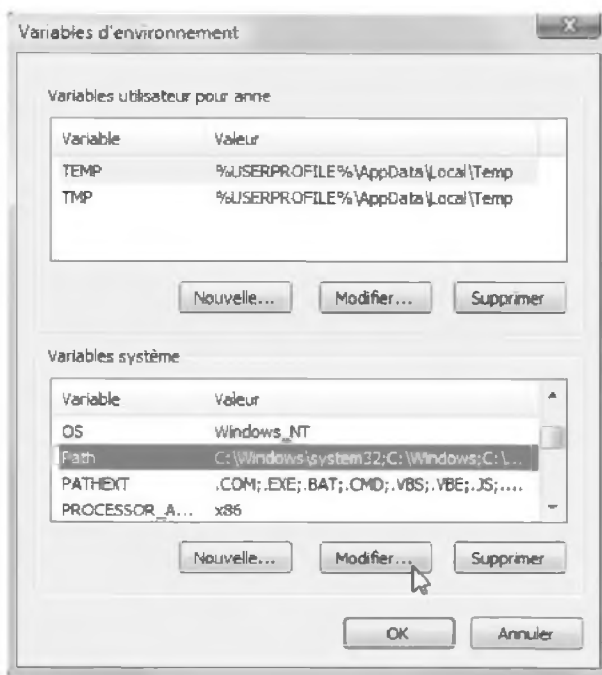 Variables d'environnement
Variables utilisateur pour anne
Variable Valeur
TEMP %USERPROFILE%\AppData\Local\Temp
TMP %USERPROFILE%\AppData\Local\Temp
Nouvelle... Modifier... Supprimer
Variables système
Variable Valeur
OS Windows_NT
Path C:\Windows\system32;C:\Windows;C:\...
PATHEXT .COM;.EXE;.BAT;.CMD;.VBS;.VBE;.JS;....
PROCESSOR_A... x86
Nouvelle... Modifier... Supprimer
OK Annuler